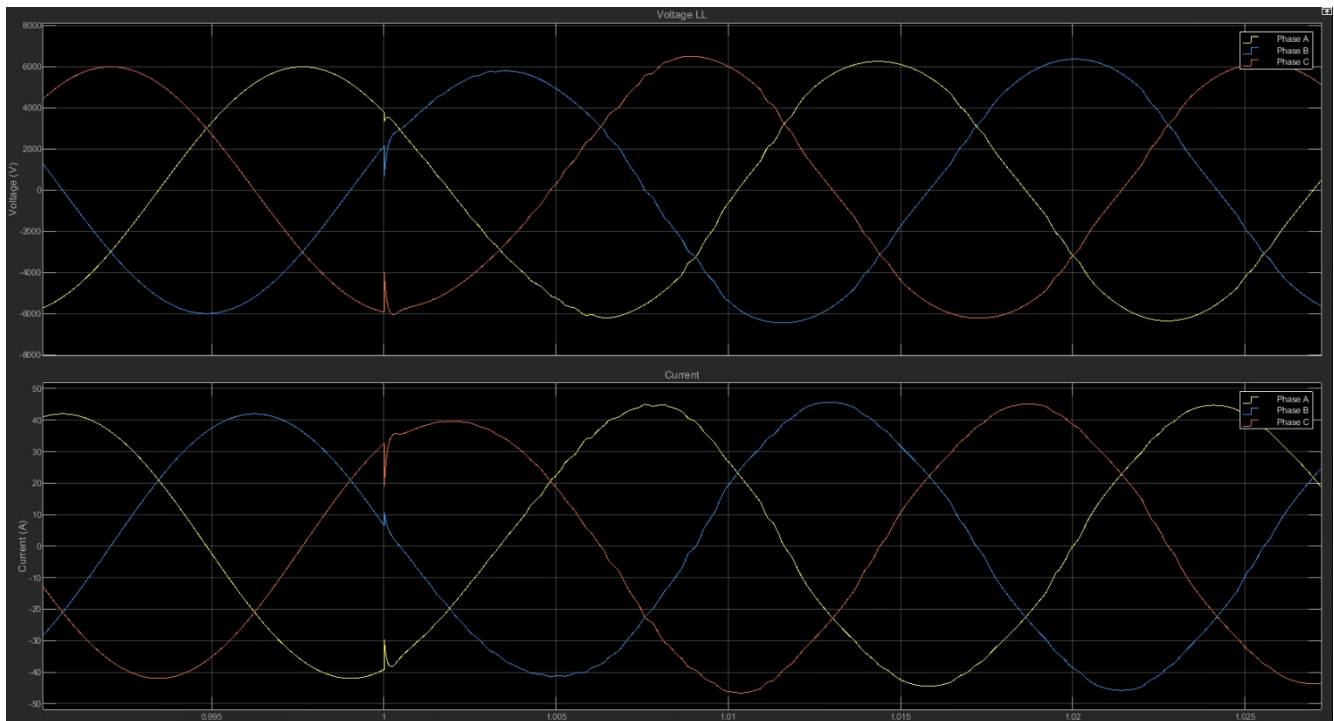 Voltage LL
8000
6000
4000
2000
0
-2000
-4000
-6000
-8000
Voltage (V)
Phase A
Phase B
Phase C
Current
50
40
30
20
10
0
-10
-20
-30
-40
-50
Current (A)
Phase A
Phase B
Phase C
0.995
1
1.005
1.01
1.015
1.02
1.025